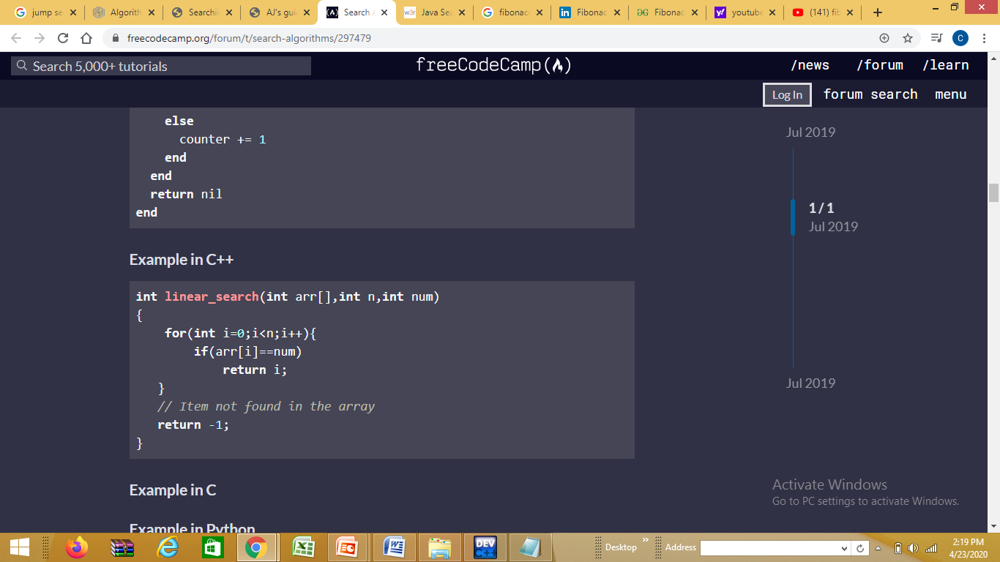 jump se
Algorith
Searchin
AJ's gui
Search A
Java Sea
fibonac
Fibonac
Fibonac
youtube
(141) fi
freecodecamp.org/forum/t/search-algorithms/297479
C
Search 5,000+ tutorials
freeCodeCamp
/news /forum /learn
Log In forum search menu
else
counter += 1
end
end
return nil
end
Example in C++
int linear_search(int arr[],int n,int num)
{
for(int i=0;i<n;i++){
if(arr[i]==num)
return i;
}
// Item not found in the array
return -1;
}
Example in C
Example in Python
Jul 2019
1 / 1
Jul 2019
Jul 2019
Activate Windows
Go to PC settings to activate Windows.
DEV
C++
Desktop
Address
2:19 PM
4/23/2020